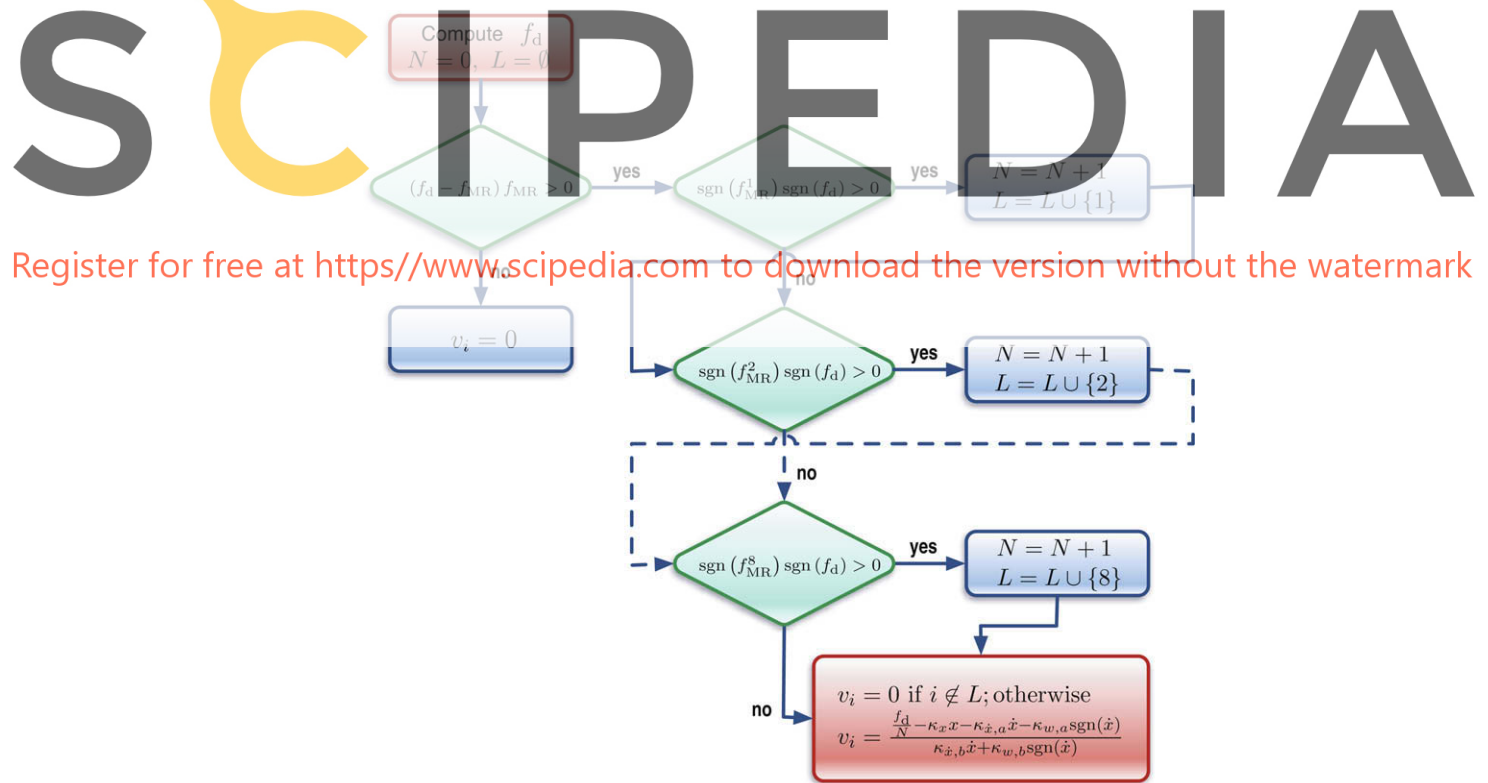 SCIPEDIA
Compute f_d
N = 0, L = ∅
(f_d − f_MR) f_MR > 0
yes
sgn (f^1_MR) sgn (f_d) > 0
yes
N = N + 1
L = L ∪ {1}
Register for free at https//www.scipedia.com to download the version without the watermark
no
no
v_i = 0
sgn (f^2_MR) sgn (f_d) > 0
yes
N = N + 1
L = L ∪ {2}
no
sgn (f^8_MR) sgn (f_d) > 0
yes
N = N + 1
L = L ∪ {8}
no
v_i = 0 if i ∉ L; otherwise
v_i = (f_d/N − κ_x x − κ_{ẋ,a} ẋ − κ_{w,a} sgn(ẋ)) / (κ_{ẋ,b} ẋ + κ_{w,b} sgn(ẋ))